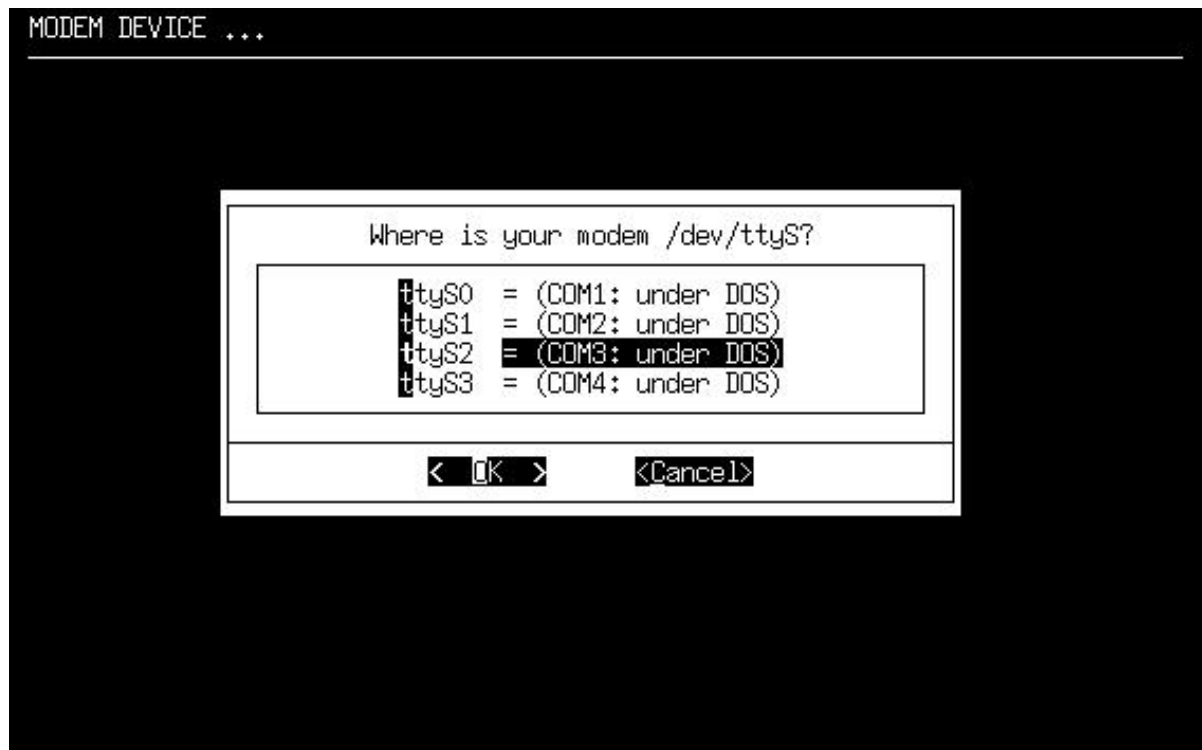 MODEM DEVICE ...
Where is your modem /dev/ttyS?
ttyS0 = (COM1: under DOS)
ttyS1 = (COM2: under DOS)
ttyS2 = (COM3: under DOS)
ttyS3 = (COM4: under DOS)
< OK > <Cancel>